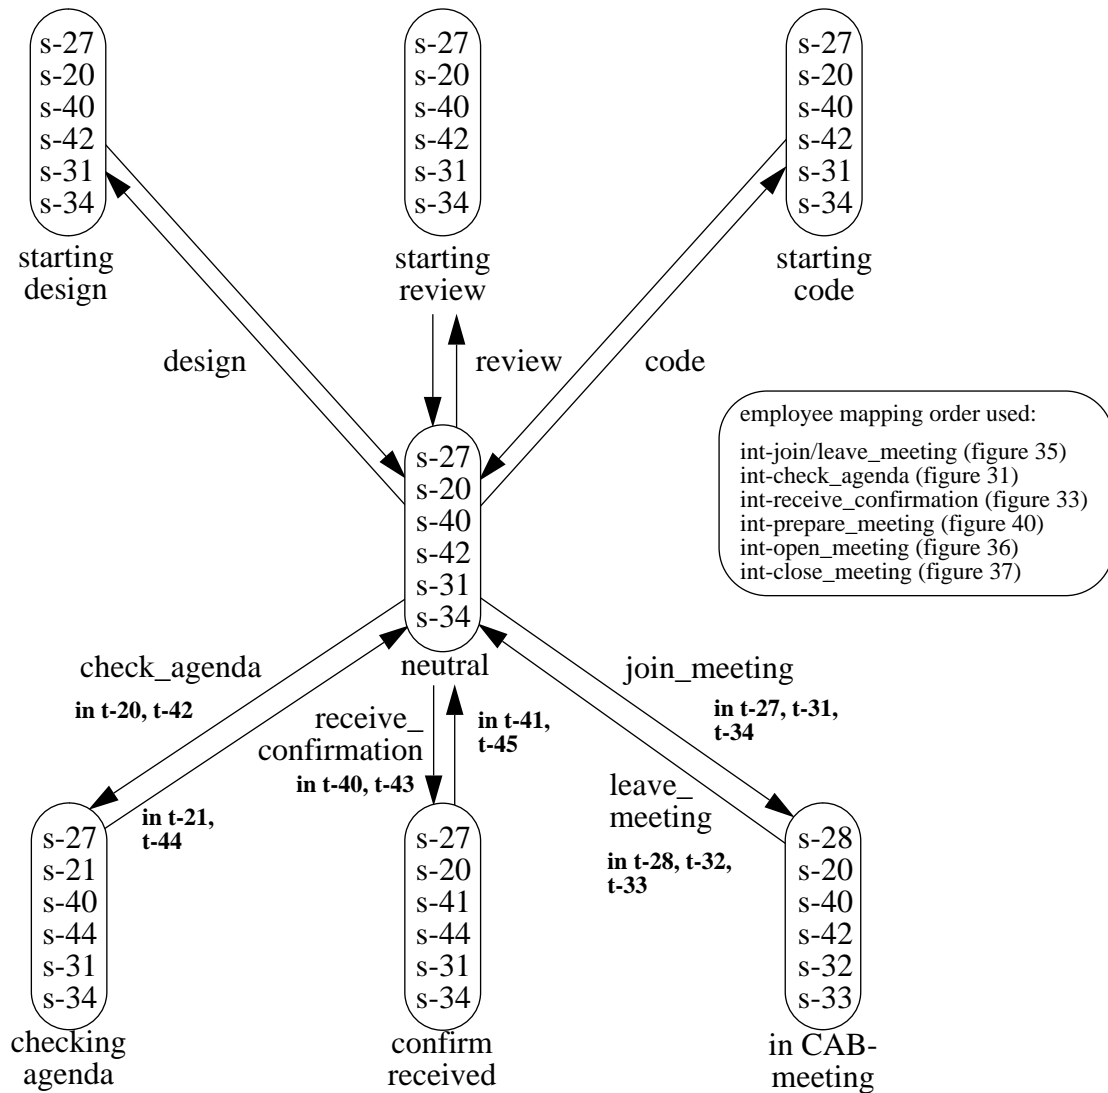 s-27
s-20
s-40
s-42
s-31
s-34
starting
design
s-27
s-20
s-40
s-42
s-31
s-34
starting
review
s-27
s-20
s-40
s-42
s-31
s-34
starting
code
design
review
code
employee mapping order used:
int-join/leave_meeting (figure 35)
int-check_agenda (figure 31)
int-receive_confirmation (figure 33)
int-prepare_meeting (figure 40)
int-open_meeting (figure 36)
int-close_meeting (figure 37)
s-27
s-20
s-40
s-42
s-31
s-34
neutral
check_agenda
in t-20, t-42
in t-21,
t-44
receive_
confirmation
in t-40, t-43
in t-41,
t-45
join_meeting
in t-27, t-31,
t-34
leave_
meeting
in t-28, t-32,
t-33
s-27
s-21
s-40
s-44
s-31
s-34
checking
agenda
s-27
s-20
s-41
s-44
s-31
s-34
confirm
received
s-28
s-20
s-40
s-42
s-32
s-33
in CAB-
meeting